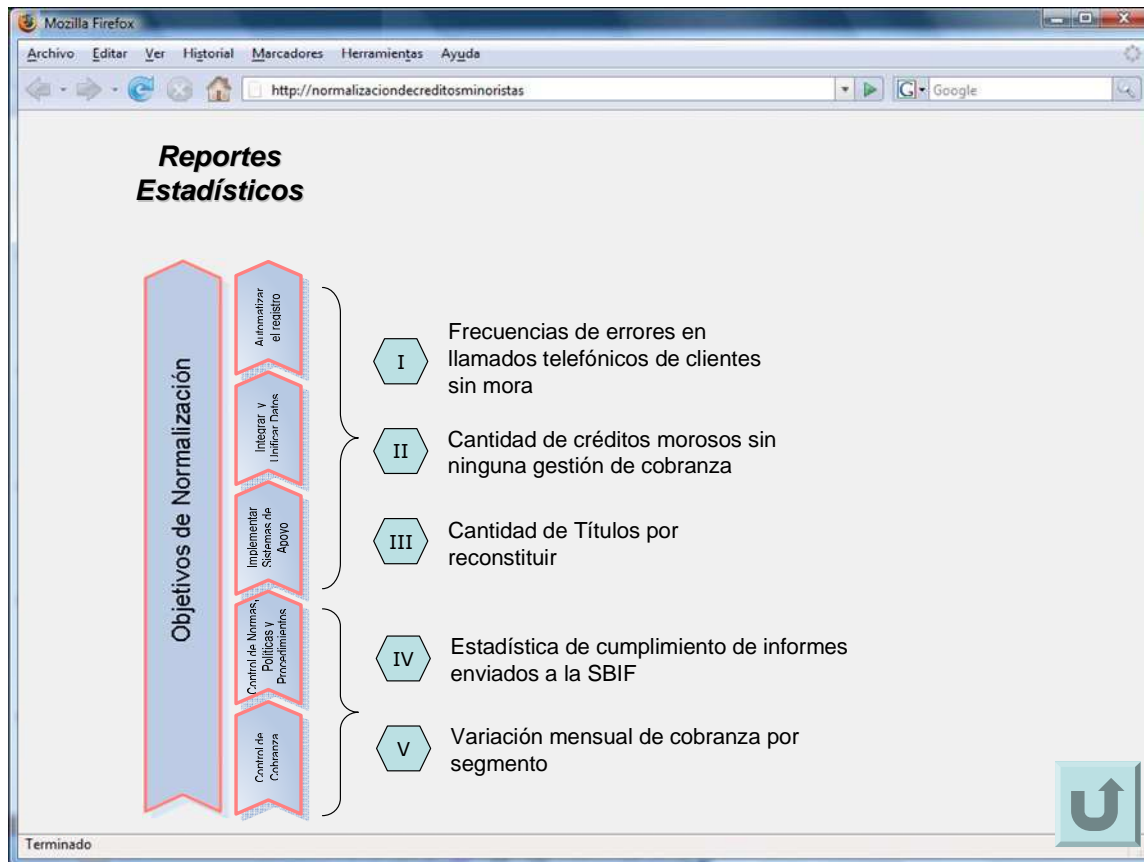 Mozilla Firefox
Archivo Editar Ver Historial Marcadores Herramientas Ayuda
http://normalizaciondecreditosminoristas
G Google
Reportes
Estadísticos
Objetivos de Normalización
Automatizar
el registro
Integrar y
Unificar Datos
Implementar
Sistemas de
Apoyo
Control de Normas,
Políticas y
Procedimientos
Control de
Cobranza
I
Frecuencias de errores en
llamados telefónicos de clientes
sin mora
II
Cantidad de créditos morosos sin
ninguna gestión de cobranza
III
Cantidad de Títulos por
reconstituir
IV
Estadística de cumplimiento de informes
enviados a la SBIF
V
Variación mensual de cobranza por
segmento
Terminado